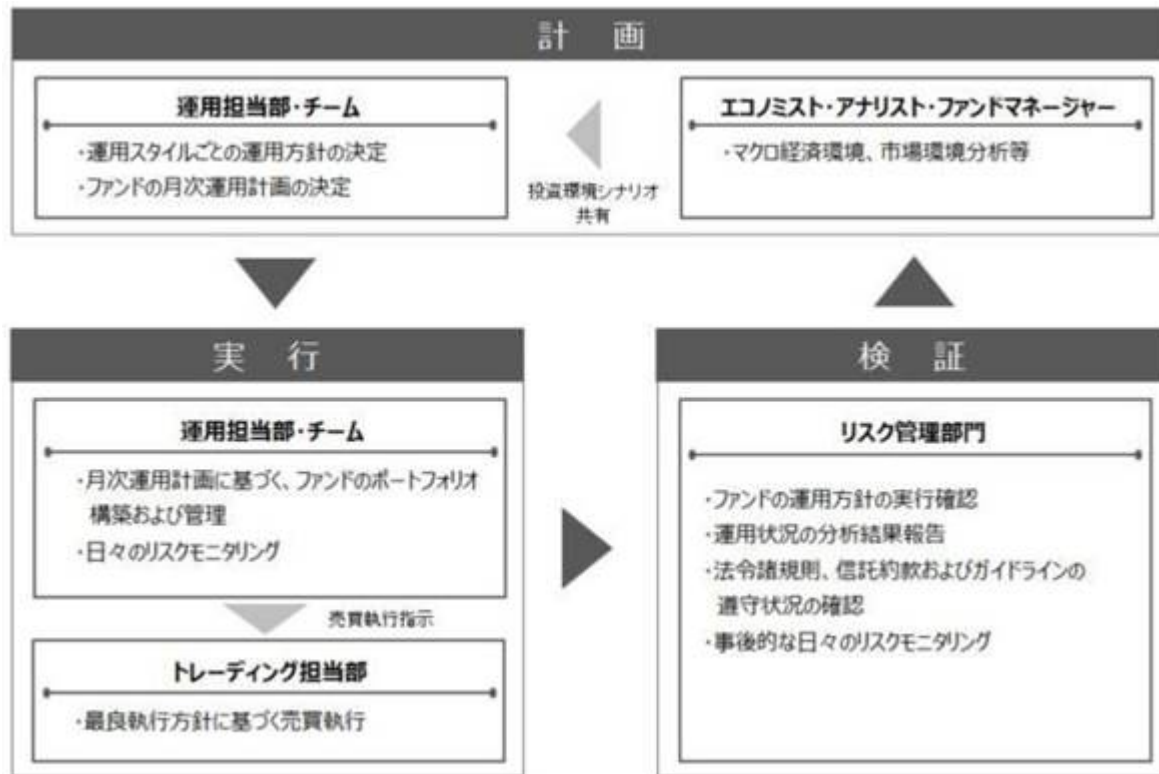 計 画
運用担当部・チーム
・運用スタイルごとの運用方針の決定
・ファンドの月次運用計画の決定
投資環境シナリオ
共有
エコノミスト・アナリスト・ファンドマネージャー
・マクロ経済環境、市場環境分析等
実 行
運用担当部・チーム
・月次運用計画に基づく、ファンドのポートフォリオ
構築および管理
・日々のリスクモニタリング
売買執行指示
トレーディング担当部
・最良執行方針に基づく売買執行
検 証
リスク管理部門
・ファンドの運用方針の実行確認
・運用状況の分析結果報告
・法令諸規則、信託約款およびガイドラインの
遵守状況の確認
・事後的な日々のリスクモニタリング